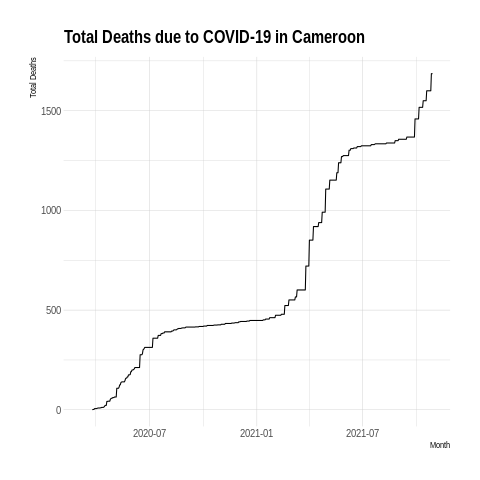 Total Deaths due to COVID-19 in Cameroon
Total Deaths
1500
1000
500
0
2020-07
2021-01
2021-07
Month